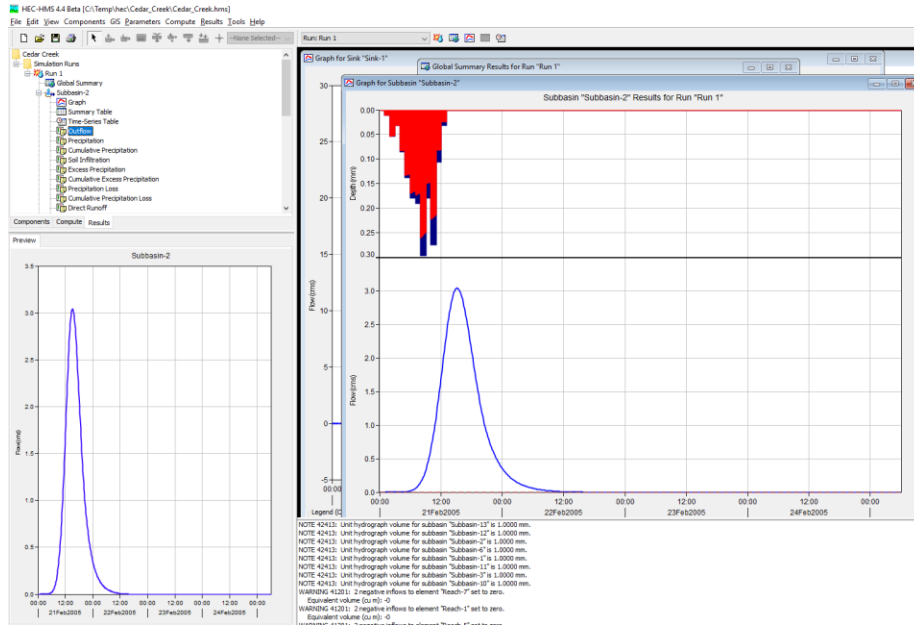 HEC-HMS 4.4 Beta [C:\Temp\hec\Cedar_Creek\Cedar_Creek.hms]
File Edit View Components GIS Parameters Compute Results Tools Help
--None Selected--
Run: Run 1
Cedar Creek
Simulation Runs
Run 1
Global Summary
Subbasin-2
Graph
Summary Table
Time-Series Table
Outflow
Precipitation
Cumulative Precipitation
Soil Infiltration
Excess Precipitation
Cumulative Excess Precipitation
Precipitation Loss
Cumulative Precipitation Loss
Direct Runoff
Components Compute Results
Preview
Subbasin-2
3.5
3.0
2.5
2.0
1.5
1.0
0.5
0.0
Flow(cms)
00:00 12:00 00:00 12:00 00:00 12:00 00:00 12:00
21Feb2005 22Feb2005 23Feb2005 24Feb2005
Graph for Sink "Sink-1"
30
25
20
15
10
5
0
-5
Flow(cms)
00:00
Global Summary Results for Run "Run 1"
Graph for Subbasin "Subbasin-2"
Subbasin "Subbasin-2" Results for Run "Run 1"
0.00
0.05
0.10
0.15
0.20
0.25
0.30
Depth(mm)
3.0
2.5
2.0
1.5
1.0
0.5
0.0
Flow(cms)
00:00 12:00 00:00 12:00 00:00 12:00 00:00 12:00 00:00
21Feb2005 22Feb2005 23Feb2005 24Feb2005
Legend (C
NOTE 42413: Unit hydrograph volume for subbasin "Subbasin-13" is 1.0000 mm.
NOTE 42413: Unit hydrograph volume for subbasin "Subbasin-12" is 1.0000 mm.
NOTE 42413: Unit hydrograph volume for subbasin "Subbasin-2" is 1.0000 mm.
NOTE 42413: Unit hydrograph volume for subbasin "Subbasin-6" is 1.0000 mm.
NOTE 42413: Unit hydrograph volume for subbasin "Subbasin-1" is 1.0000 mm.
NOTE 42413: Unit hydrograph volume for subbasin "Subbasin-11" is 1.0000 mm.
NOTE 42413: Unit hydrograph volume for subbasin "Subbasin-3" is 1.0000 mm.
NOTE 42413: Unit hydrograph volume for subbasin "Subbasin-10" is 1.0000 mm.
WARNING 41201: 2 negative inflows to element "Reach-7" set to zero.
Equivalent volume (cu m): -0
WARNING 41201: 2 negative inflows to element "Reach-1" set to zero.
Equivalent volume (cu m): -0